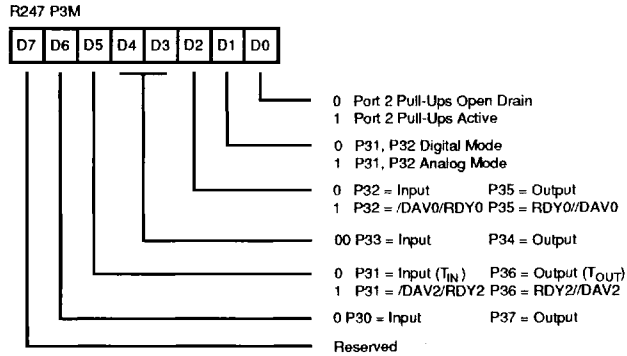 R247 P3M
D7 D6 D5 D4 D3 D2 D1 D0
0 Port 2 Pull-Ups Open Drain
1 Port 2 Pull-Ups Active
0 P31, P32 Digital Mode
1 P31, P32 Analog Mode
0 P32 = Input P35 = Output
1 P32 = /DAV0/RDY0 P35 = RDY0//DAV0
00 P33 = Input P34 = Output
0 P31 = Input (TIN) P36 = Output (TOUT)
1 P31 = /DAV2/RDY2 P36 = RDY2//DAV2
0 P30 = Input P37 = Output
Reserved